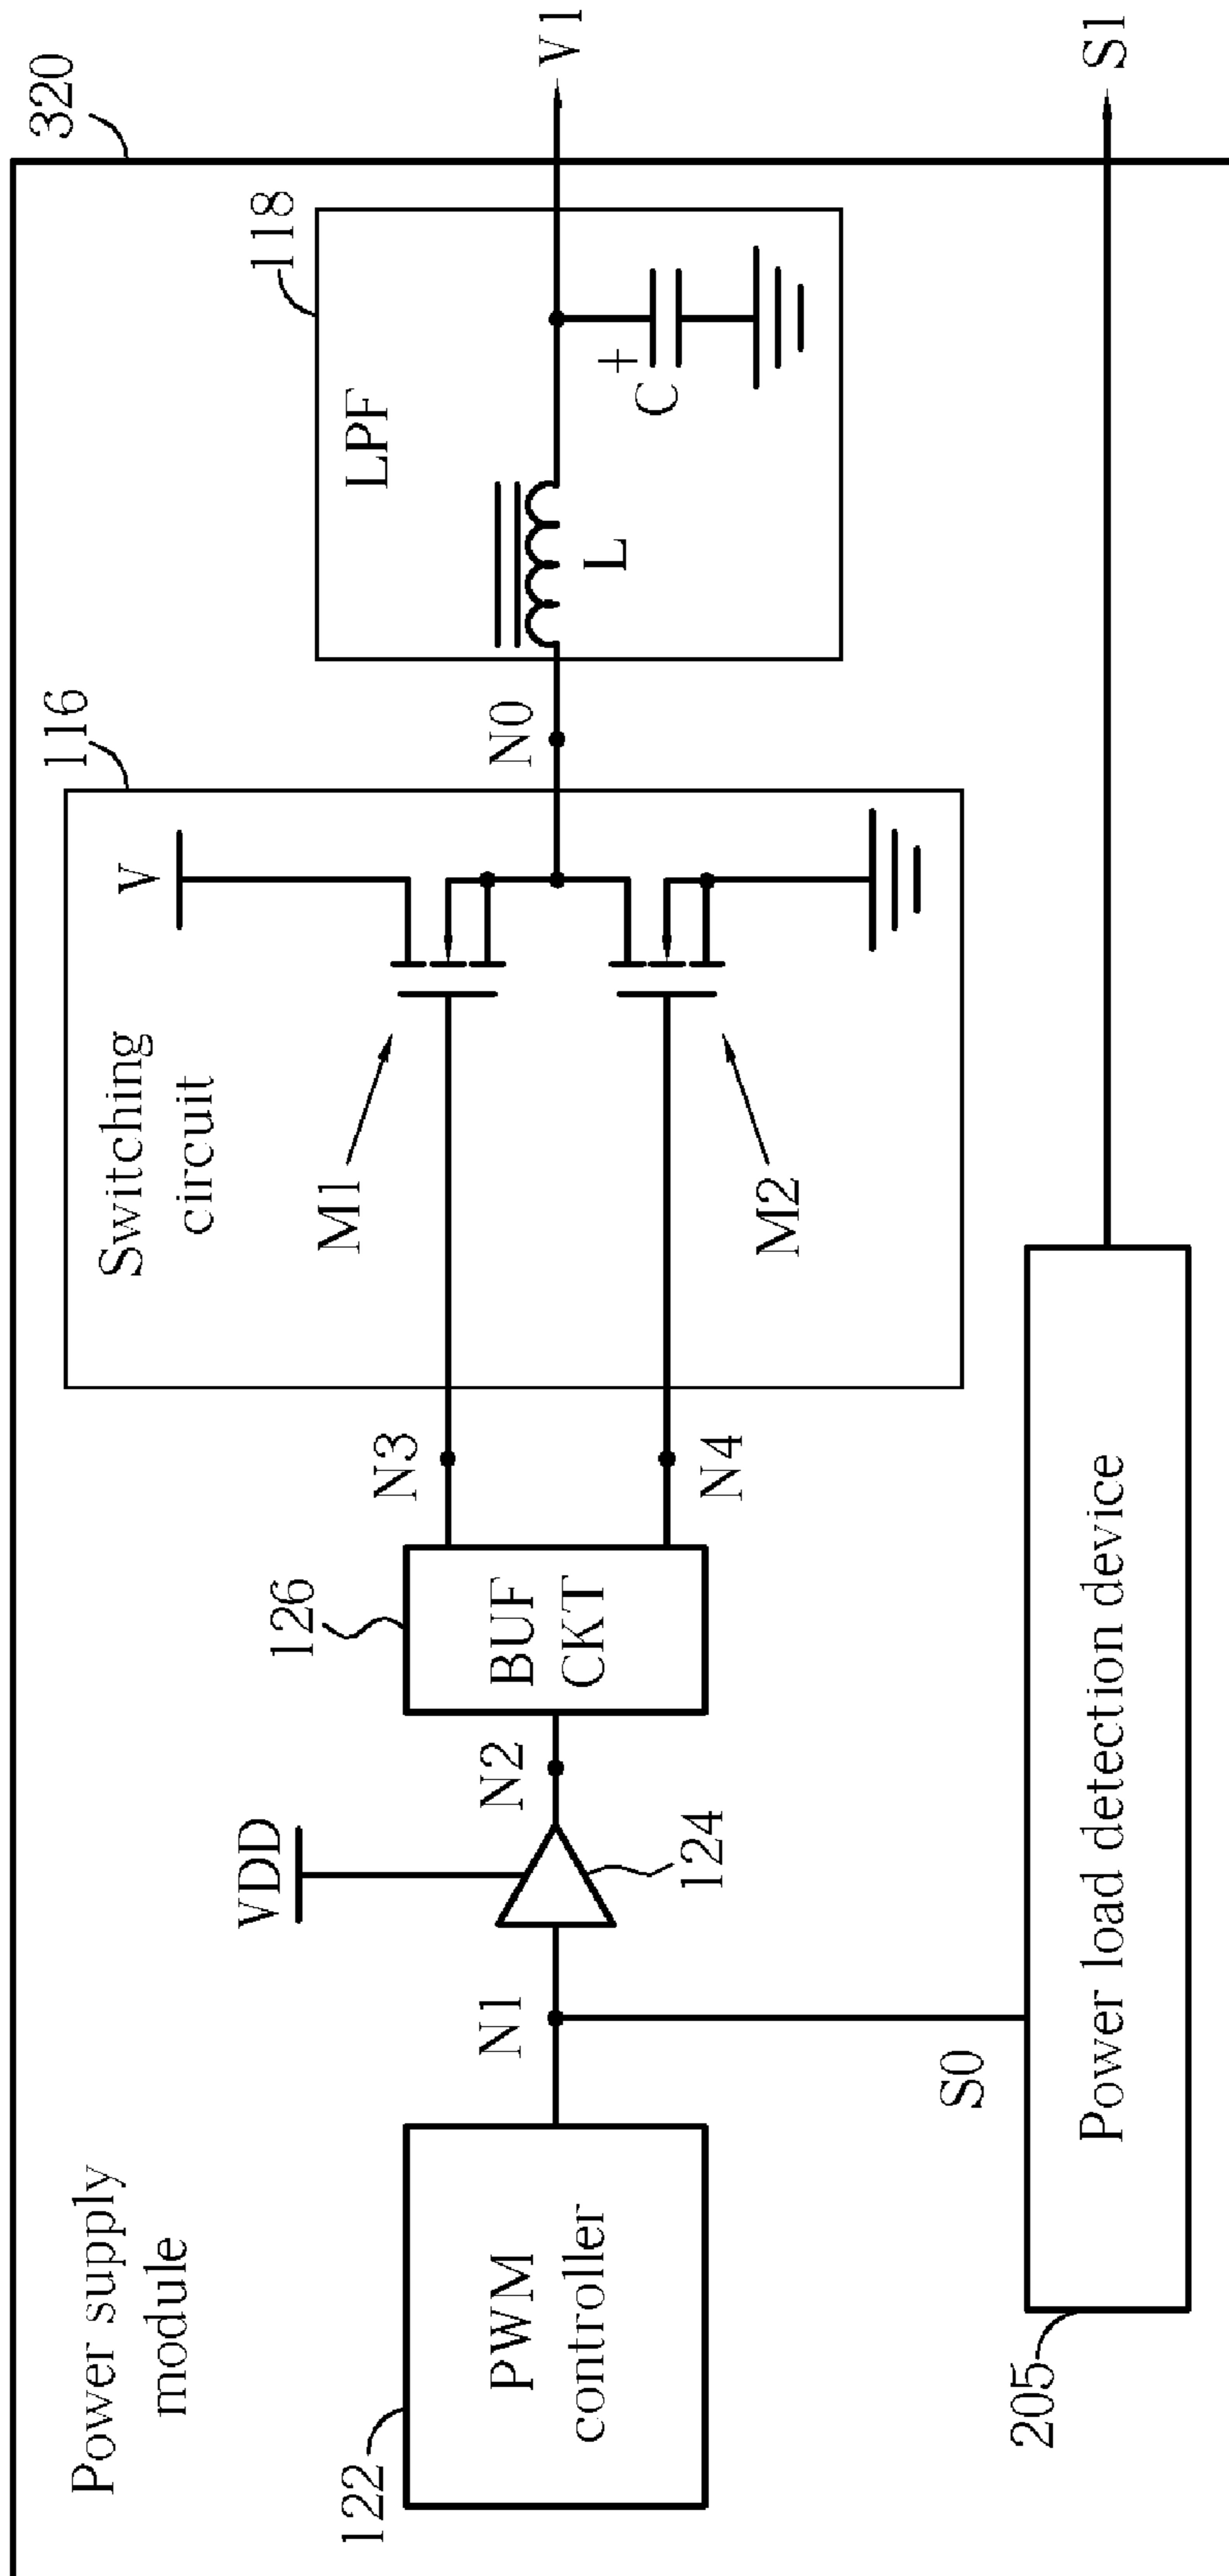 320
Power supply
module
Switching
circuit
116
V
M1
M2
118
LPF
L
+
C
V1
N0
122
PWM
controller
N1
VDD
124
N2
126
BUF
CKT
N3
N4
S0
205
Power load detection device
S1